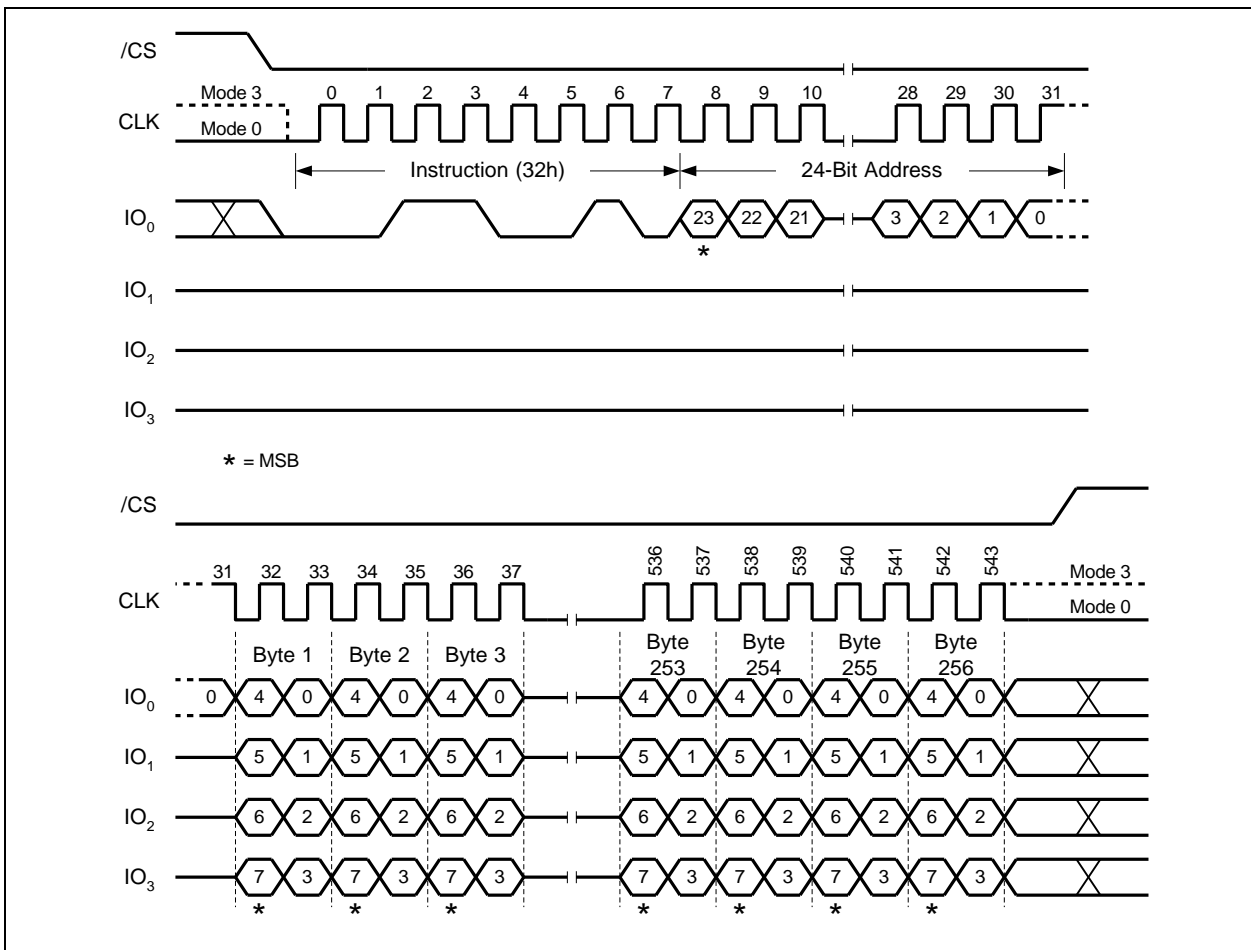 /CS
Mode 3 0 1 2 3 4 5 6 7 8 9 10 28 29 30 31
CLK
Mode 0
Instruction (32h) 24-Bit Address
IO0 23 22 21 3 2 1 0
*
IO1
IO2
IO3
* = MSB
/CS
31 32 33 34 35 36 37 536 537 538 539 540 541 542 543
Mode 3
CLK
Mode 0
Byte 1 Byte 2 Byte 3 Byte 253 Byte 254 Byte 255 Byte 256
IO0 0 4 0 4 0 4 0 4 0 4 0 4 0 4 0
IO1 5 1 5 1 5 1 5 1 5 1 5 1 5 1
IO2 6 2 6 2 6 2 6 2 6 2 6 2 6 2
IO3 7 3 7 3 7 3 7 3 7 3 7 3 7 3
* * * * * * *